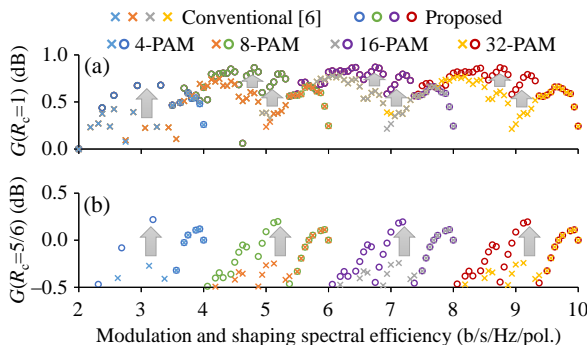 Conventional [6] Proposed
4-PAM 8-PAM 16-PAM 32-PAM
1.0
(a)
G(Rc=1) (dB)
0.5
0.0
0.5
(b)
G(Rc=5/6) (dB)
0.0
−0.5
2 3 4 5 6 7 8 9 10
Modulation and shaping spectral efficiency (b/s/Hz/pol.)